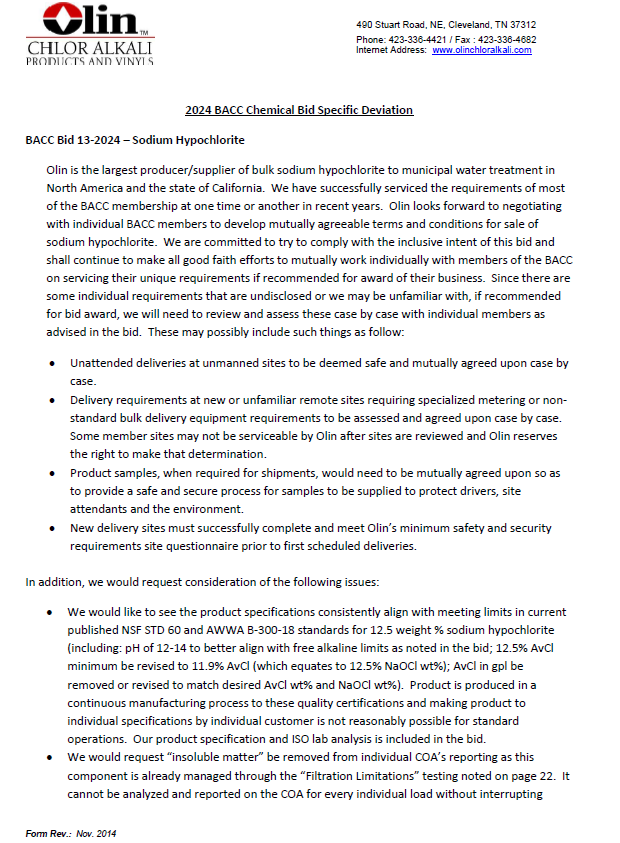 Olin™
CHLOR ALKALI
PRODUCTS AND VINYLS
490 Stuart Road, NE, Cleveland, TN 37312
Phone: 423-336-4421 / Fax : 423-336-4682
Internet Address: www.olinchloralkali.com
2024 BACC Chemical Bid Specific Deviation
BACC Bid 13-2024 – Sodium Hypochlorite
Olin is the largest producer/supplier of bulk sodium hypochlorite to municipal water treatment in
North America and the state of California. We have successfully serviced the requirements of most
of the BACC membership at one time or another in recent years. Olin looks forward to negotiating
with individual BACC members to develop mutually agreeable terms and conditions for sale of
sodium hypochlorite. We are committed to try to comply with the inclusive intent of this bid and
shall continue to make all good faith efforts to mutually work individually with members of the BACC
on servicing their unique requirements if recommended for award of their business. Since there are
some individual requirements that are undisclosed or we may be unfamiliar with, if recommended
for bid award, we will need to review and assess these case by case with individual members as
advised in the bid. These may possibly include such things as follow:
• Unattended deliveries at unmanned sites to be deemed safe and mutually agreed upon case by
case.
• Delivery requirements at new or unfamiliar remote sites requiring specialized metering or non-
standard bulk delivery equipment requirements to be assessed and agreed upon case by case.
Some member sites may not be serviceable by Olin after sites are reviewed and Olin reserves
the right to make that determination.
• Product samples, when required for shipments, would need to be mutually agreed upon so as
to provide a safe and secure process for samples to be supplied to protect drivers, site
attendants and the environment.
• New delivery sites must successfully complete and meet Olin's minimum safety and security
requirements site questionnaire prior to first scheduled deliveries.
In addition, we would request consideration of the following issues:
• We would like to see the product specifications consistently align with meeting limits in current
published NSF STD 60 and AWWA B-300-18 standards for 12.5 weight % sodium hypochlorite
(including: pH of 12-14 to better align with free alkaline limits as noted in the bid; 12.5% AvCl
minimum be revised to 11.9% AvCl (which equates to 12.5% NaOCl wt%); AvCl in gpl be
removed or revised to match desired AvCl wt% and NaOCl wt%). Product is produced in a
continuous manufacturing process to these quality certifications and making product to
individual specifications by individual customer is not reasonably possible for standard
operations. Our product specification and ISO lab analysis is included in the bid.
• We would request "insoluble matter" be removed from individual COA's reporting as this
component is already managed through the "Filtration Limitations" testing noted on page 22. It
cannot be analyzed and reported on the COA for every individual load without interrupting
Form Rev.: Nov. 2014